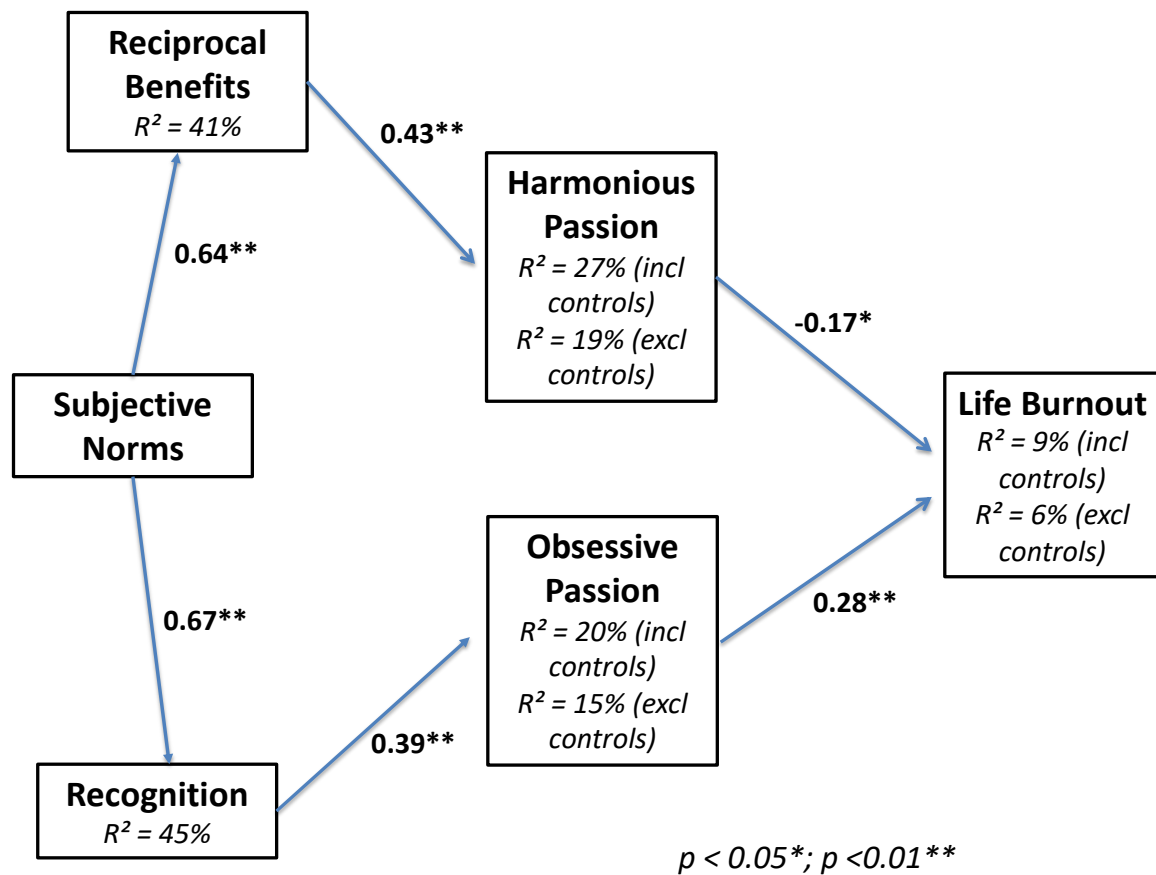 Reciprocal
Benefits
R² = 41%
0.43**
Harmonious
Passion
R² = 27% (incl
controls)
R² = 19% (excl
controls)
0.64**
-0.17*
Subjective
Norms
Life Burnout
R² = 9% (incl
controls)
R² = 6% (excl
controls)
Obsessive
Passion
R² = 20% (incl
controls)
R² = 15% (excl
controls)
0.67**
0.28**
0.39**
Recognition
R² = 45%
p < 0.05*; p <0.01**